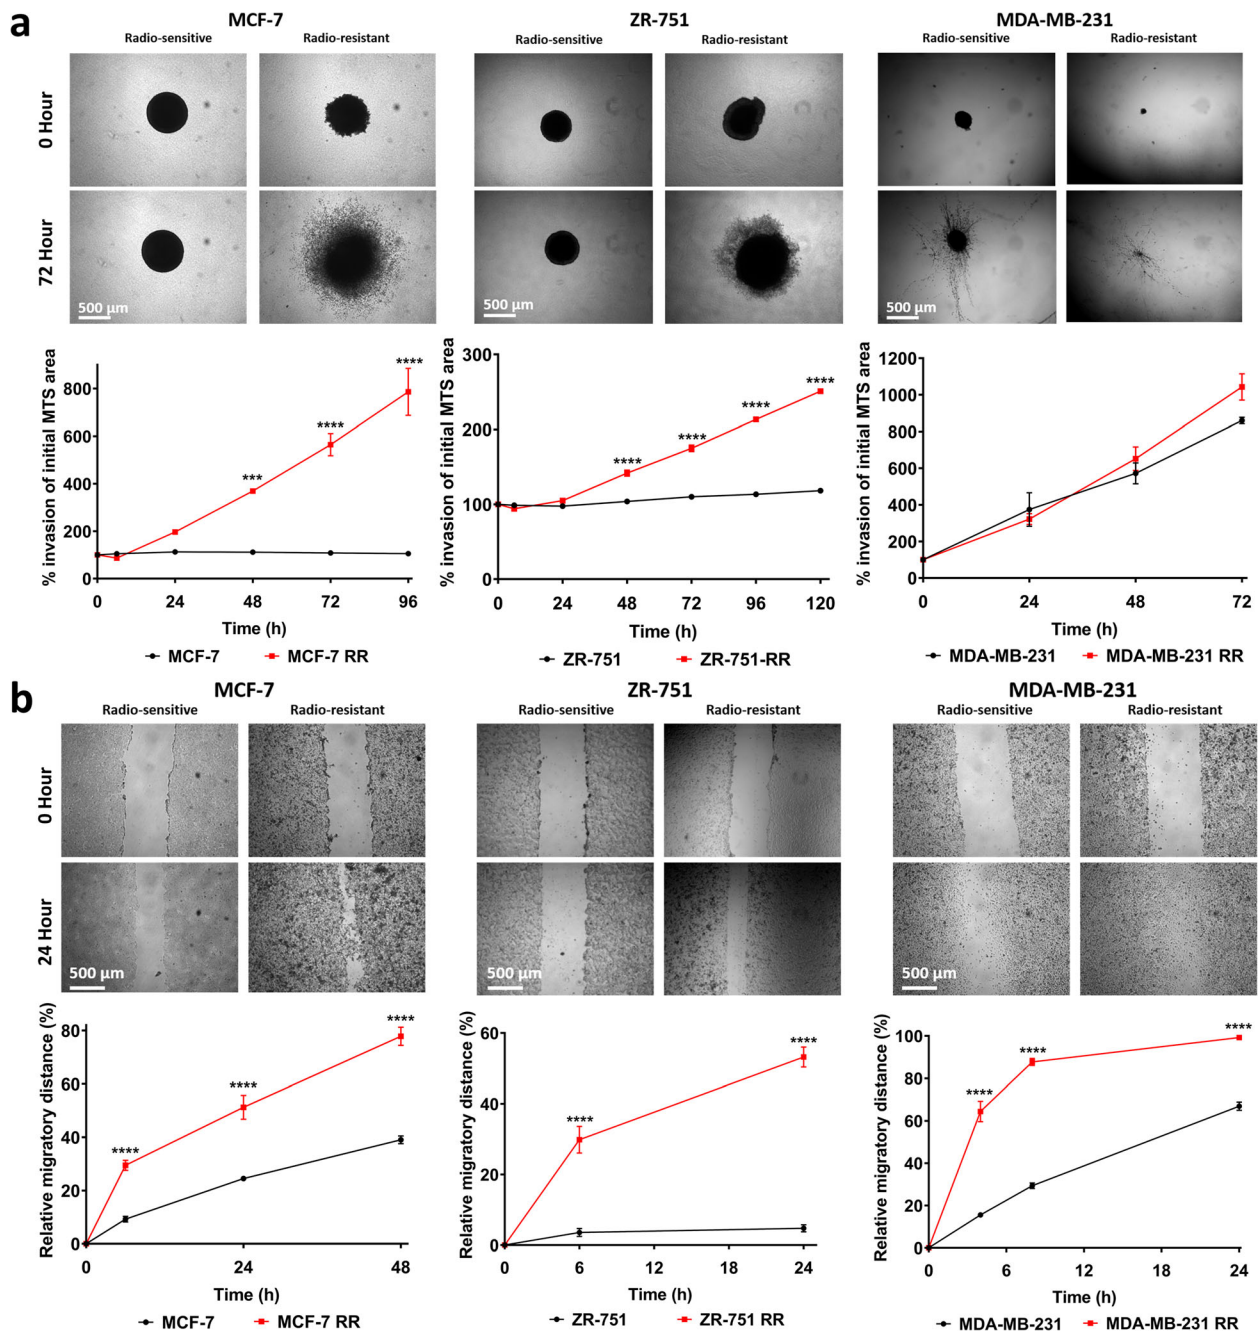 a
MCF-7
ZR-751
MDA-MB-231
Radio-sensitive Radio-resistant
Radio-sensitive Radio-resistant
Radio-sensitive Radio-resistant
0 Hour
72 Hour
500 µm
500 µm
500 µm
% invasion of initial MTS area
800
600
400
200
0
0 24 48 72 96
***
****
****
Time (h)
MCF-7 MCF-7 RR
% invasion of initial MTS area
300
200
100
0
0 24 48 72 96 120
****
****
****
****
Time (h)
ZR-751 ZR-751-RR
% invasion of initial MTS area
1200
1000
800
600
400
200
0
0 24 48 72
Time (h)
MDA-MB-231 MDA-MB-231 RR
b
MCF-7
ZR-751
MDA-MB-231
Radio-sensitive Radio-resistant
Radio-sensitive Radio-resistant
Radio-sensitive Radio-resistant
0 Hour
24 Hour
500 µm
500 µm
500 µm
Relative migratory distance (%)
80
60
40
20
0
0 24 48
****
****
****
Time (h)
MCF-7 MCF-7 RR
Relative migratory distance (%)
60
40
20
0
0 6 12 18 24
****
****
Time (h)
ZR-751 ZR-751 RR
Relative migratory distance (%)
100
80
60
40
20
0
0 6 12 18 24
****
****
****
Time (h)
MDA-MB-231 MDA-MB-231 RR